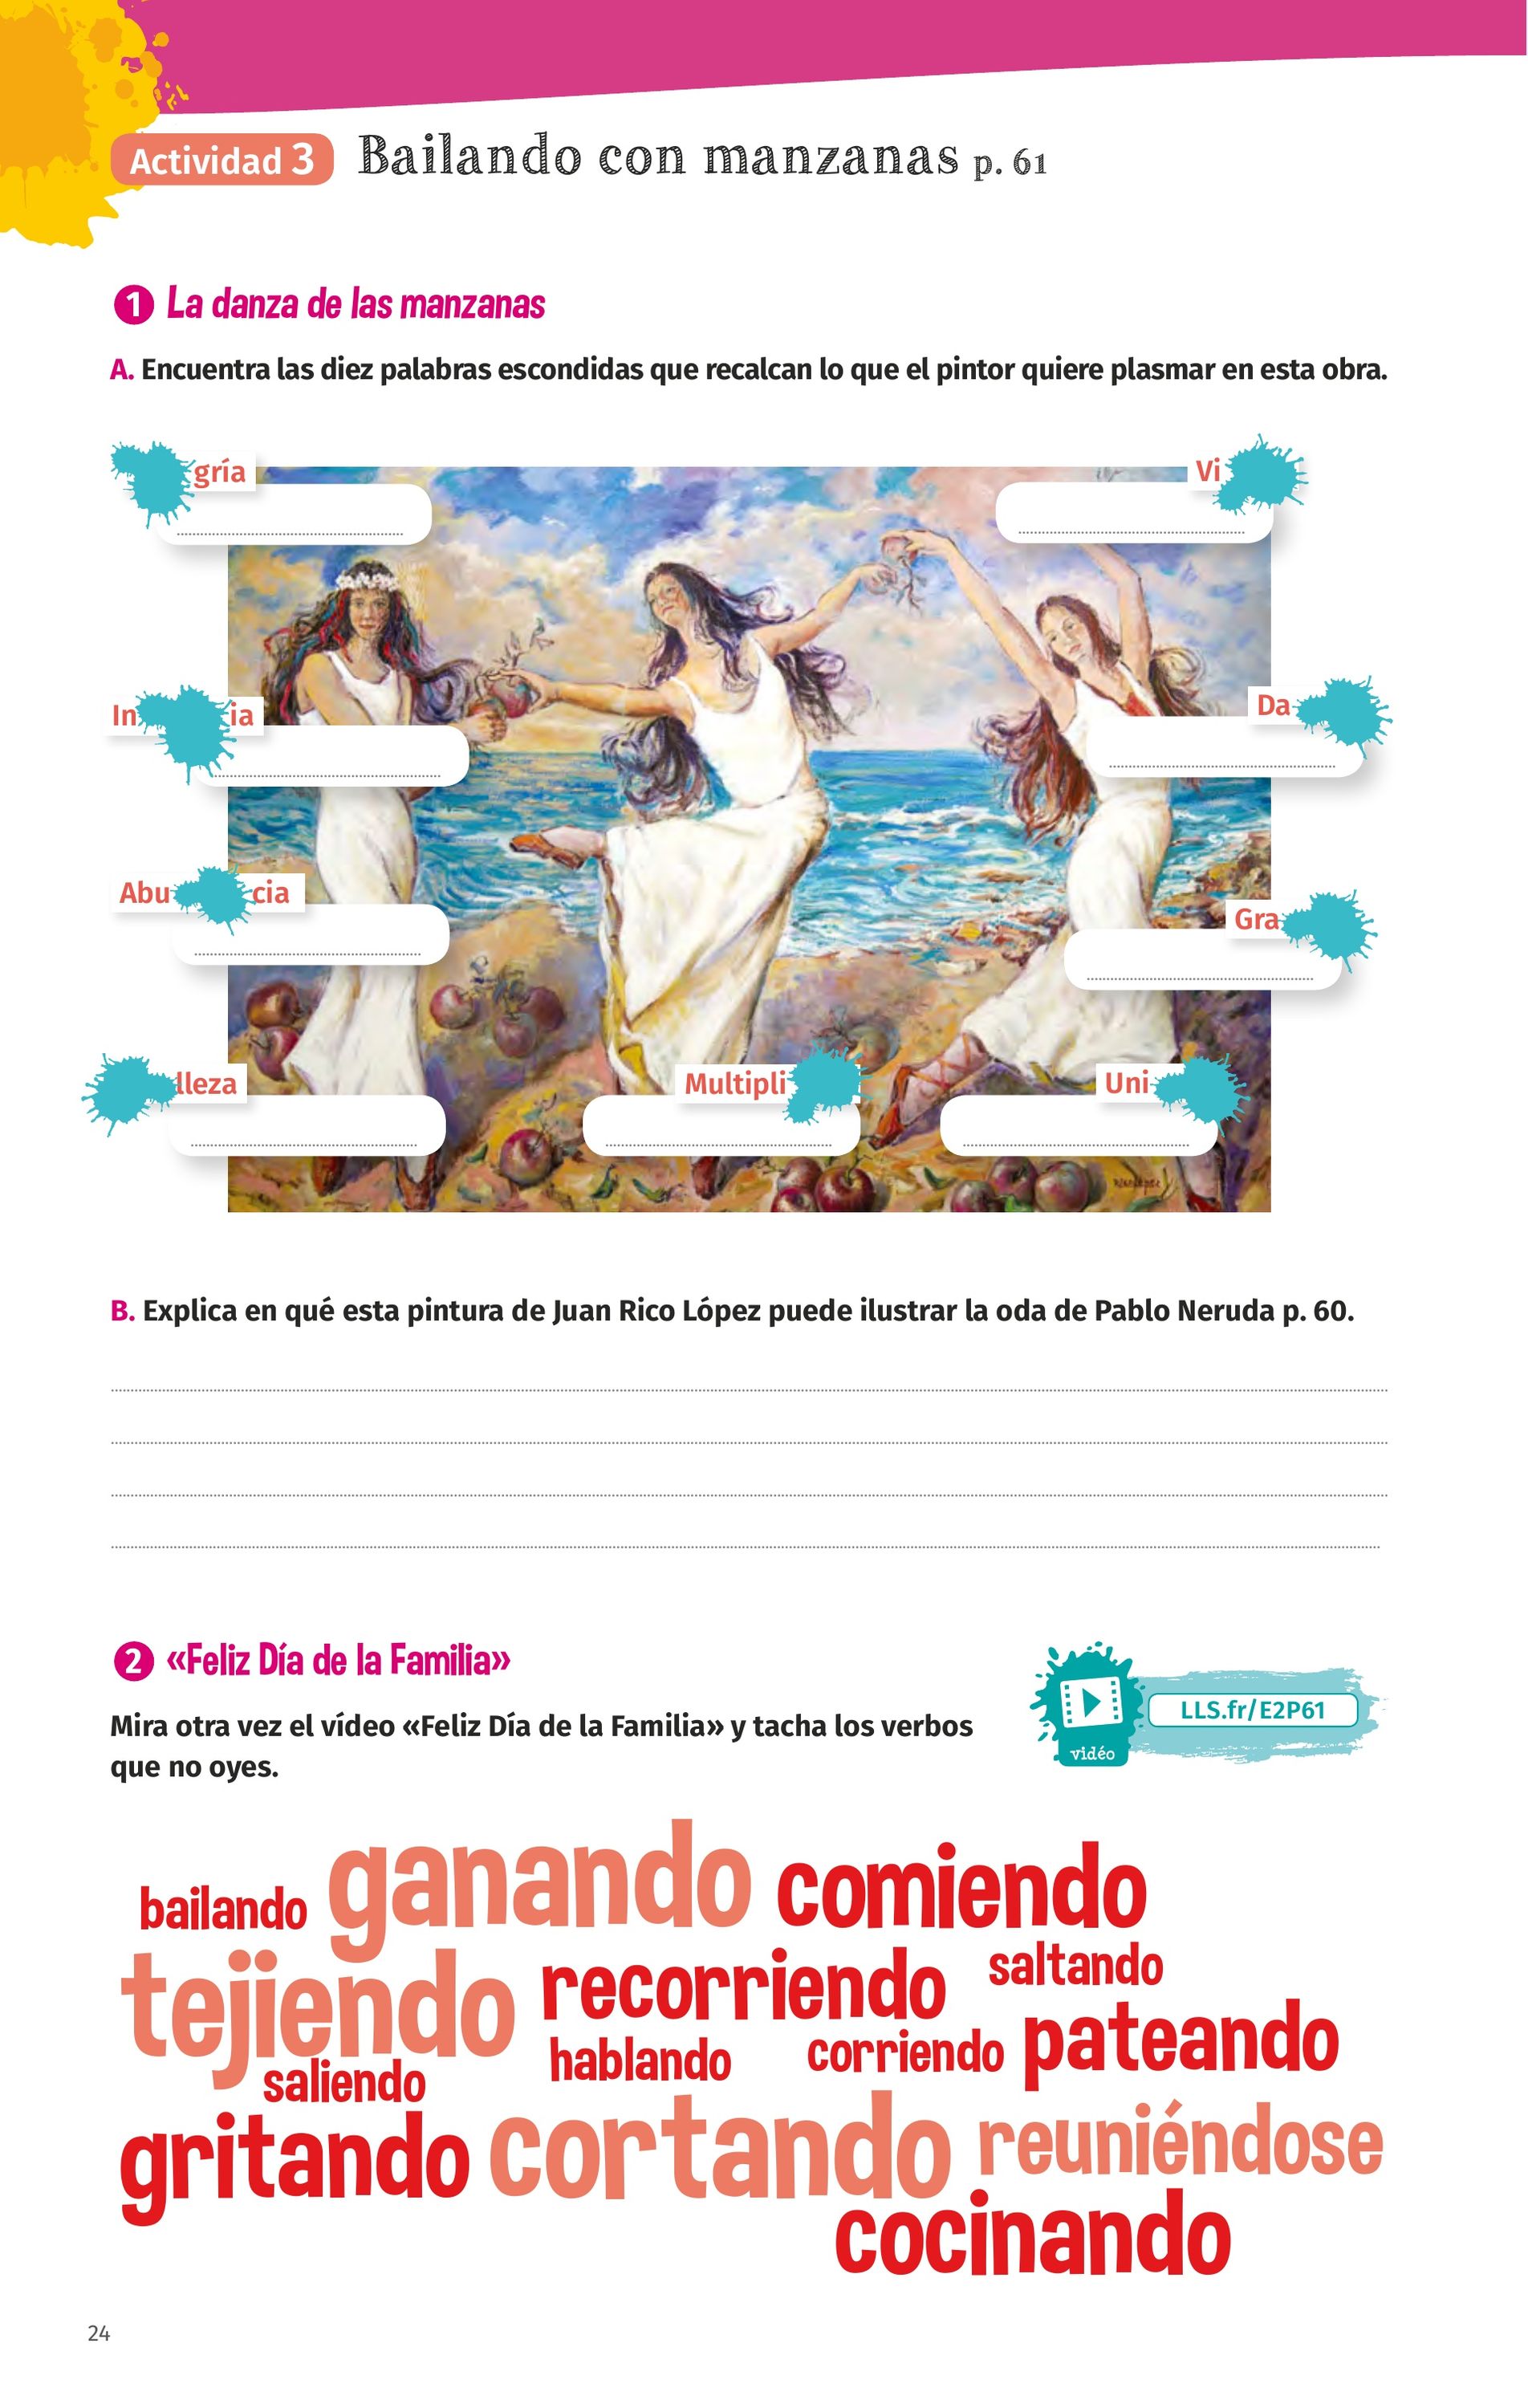 Actividad 3 Bailando con manzanas p. 61
1 La danza de las manzanas
A. Encuentra las diez palabras escondidas que recalcan lo que el pintor quiere plasmar en esta obra.
gría
Vi
In ia
Da
Abu cia
Gra
lleza
Multipli
Uni
B. Explica en qué esta pintura de Juan Rico López puede ilustrar la oda de Pablo Neruda p. 60.
2 «Feliz Día de la Familia»
Mira otra vez el vídeo «Feliz Día de la Familia» y tacha los verbos
que no oyes.
LLS.fr/E2P61
vidéo
bailando ganando comiendo
tejiendo recorriendo saltando
saliendo hablando corriendo pateando
gritando cortando reuniéndose
cocinando
24